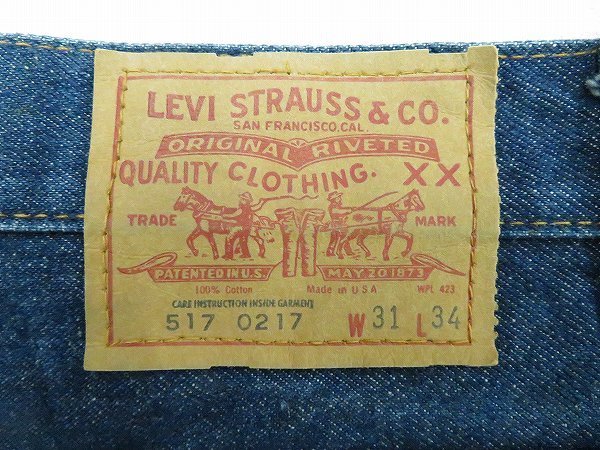 LEVI STRAUSS & CO.
SAN FRANCISCO, CAL.
ORIGINAL RIVETED
QUALITY CLOTHING. XX
TRADE MARK
PATENTED IN U.S. MAY 20 1873
100% Cotton Made in U S A WPL 423
CARE INSTRUCTION INSIDE GARMENT
517 0217 W 31 L 34